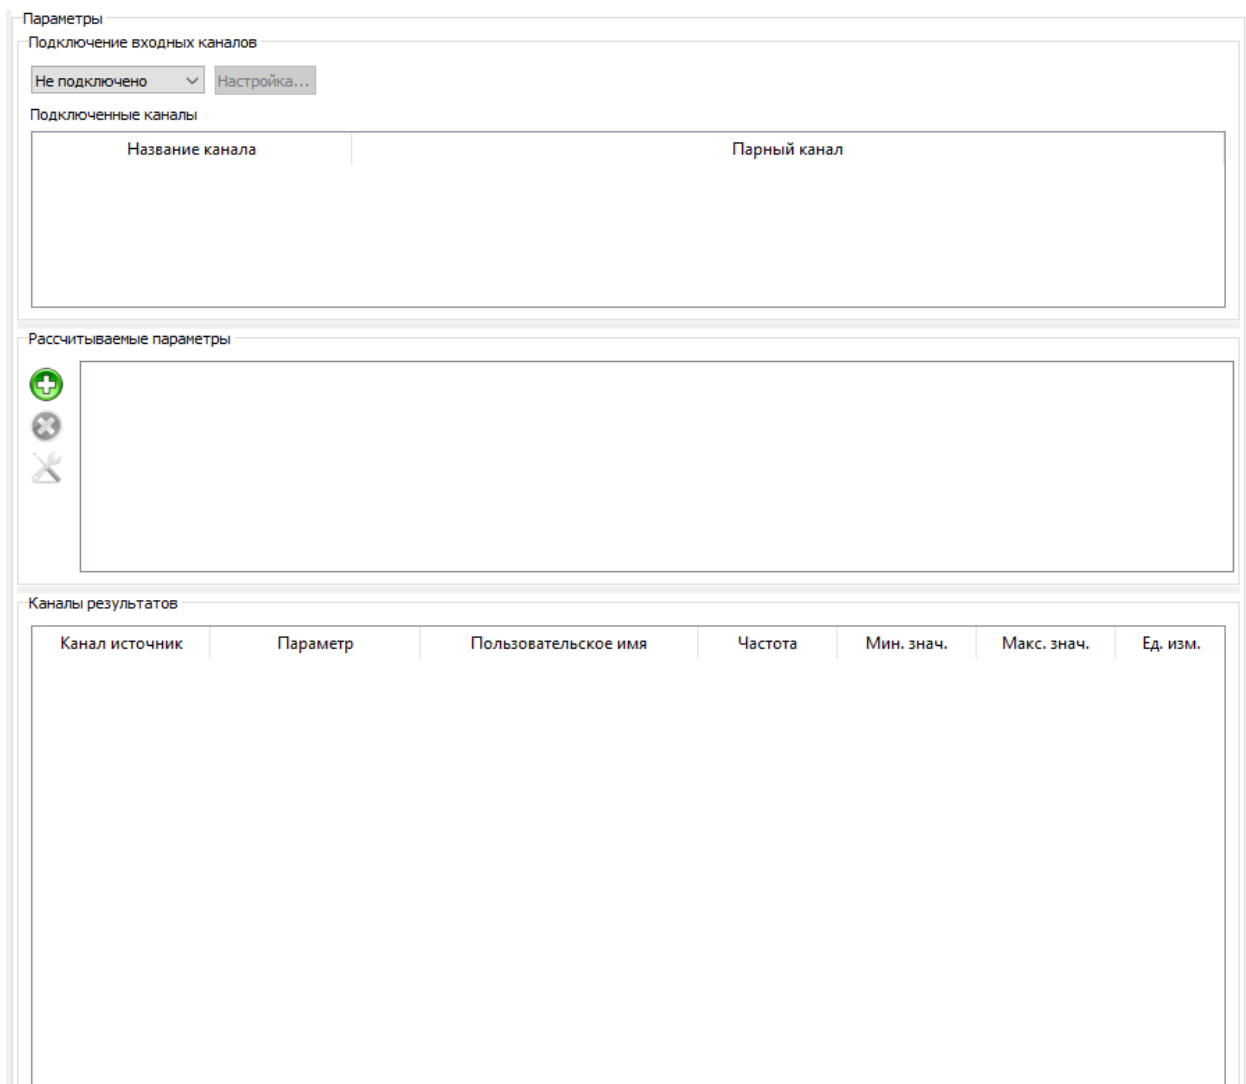 Параметры
Подключение входных каналов
Не подключено Настройка...
Подключенные каналы
Название канала Парный канал
Рассчитываемые параметры
Каналы результатов
Канал источник Параметр Пользовательское имя Частота Мин. знач. Макс. знач. Ед. изм.